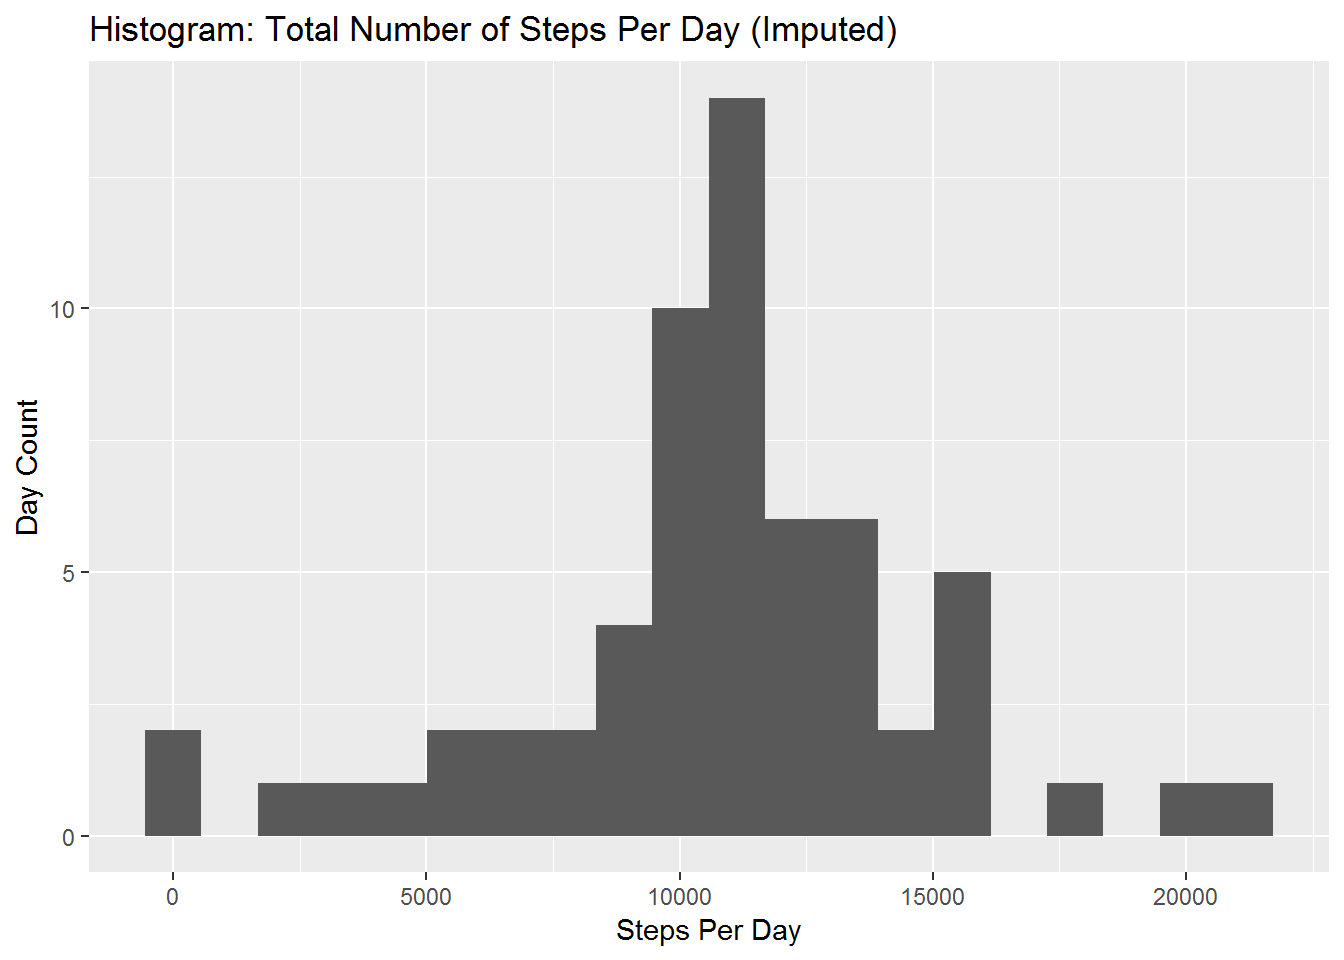 Histogram: Total Number of Steps Per Day (Imputed)
10
5
0
Day Count
0 5000 10000 15000 20000
Steps Per Day